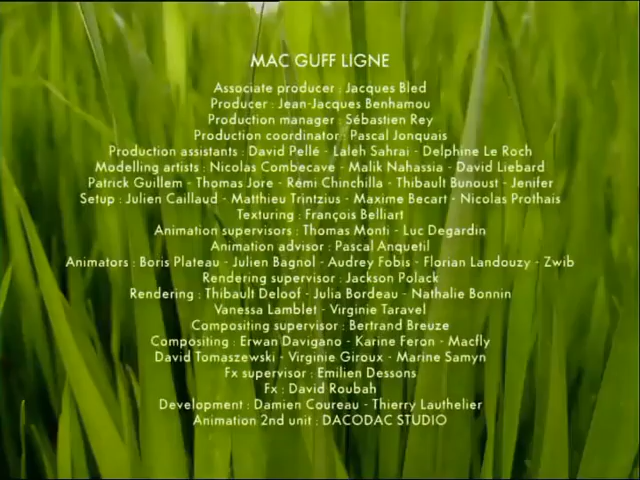 MAC GUFF LIGNE
Associate producer : Jacques Bled
Producer : Jean-Jacques Benhamou
Production manager : Sébastien Rey
Production coordinator : Pascal Jonquais
Production assistants : David Pellé - Laleh Sahrai - Delphine Le Roch
Modelling artists : Nicolas Combecave - Malik Nahassia - David Liebard
Patrick Guillem - Thomas Jore - Rémi Chinchilla - Thibault Bunoust - Jenifer
Setup : Julien Caillaud - Matthieu Trintzius - Maxime Becart - Nicolas Prothais
Texturing : François Belliart
Animation supervisors : Thomas Monti - Luc Degardin
Animation advisor : Pascal Anquetil
Animators : Boris Plateau - Julien Bagnol - Audrey Fobis - Florian Landouzy - Zwib
Rendering supervisor : Jackson Polack
Rendering : Thibault Deloof - Julia Bordeau - Nathalie Bonnin
Vanessa Lamblet - Virginie Taravel
Compositing supervisor : Bertrand Breuze
Compositing : Erwan Davigano - Karine Feron - Macfly
David Tomaszewski - Virginie Giroux - Marine Samyn
Fx supervisor : Emilien Dessons
Fx : David Roubah
Development : Damien Coureau - Thierry Lauthelier
Animation 2nd unit : DACODAC STUDIO